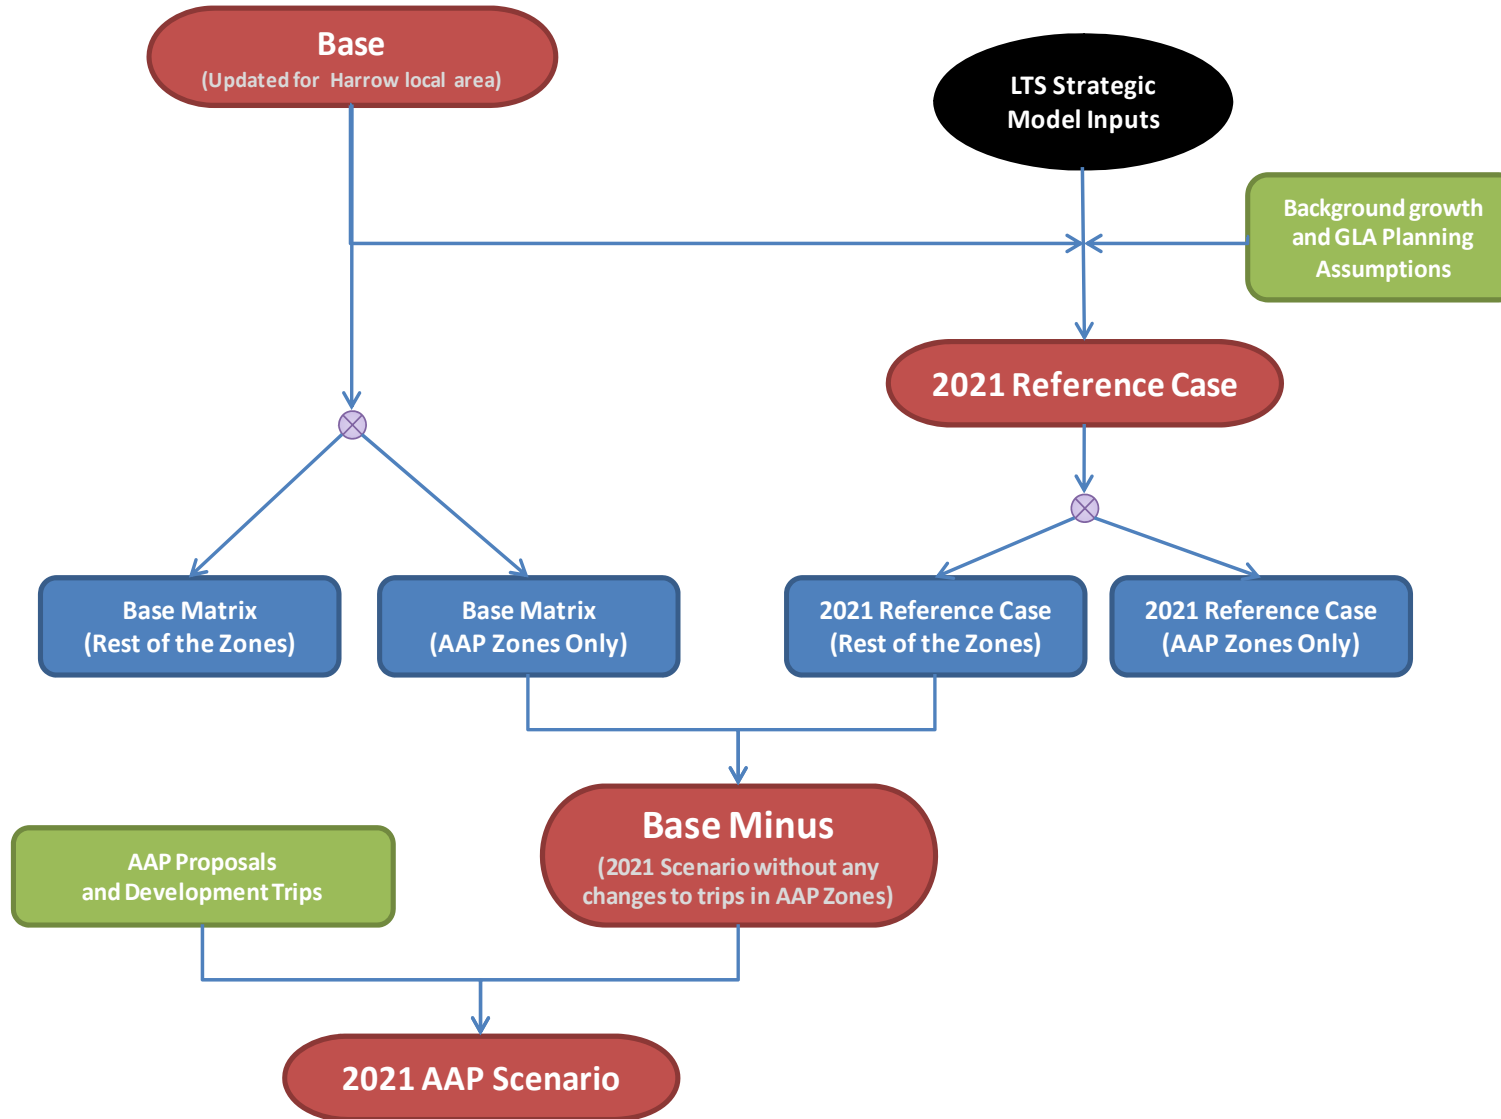 Base
(Updated for Harrow local area)
LTS Strategic
Model Inputs
Background growth
and GLA Planning
Assumptions
2021 Reference Case
Base Matrix
(Rest of the Zones)
Base Matrix
(AAP Zones Only)
2021 Reference Case
(Rest of the Zones)
2021 Reference Case
(AAP Zones Only)
Base Minus
(2021 Scenario without any
changes to trips in AAP Zones)
AAP Proposals
and Development Trips
2021 AAP Scenario